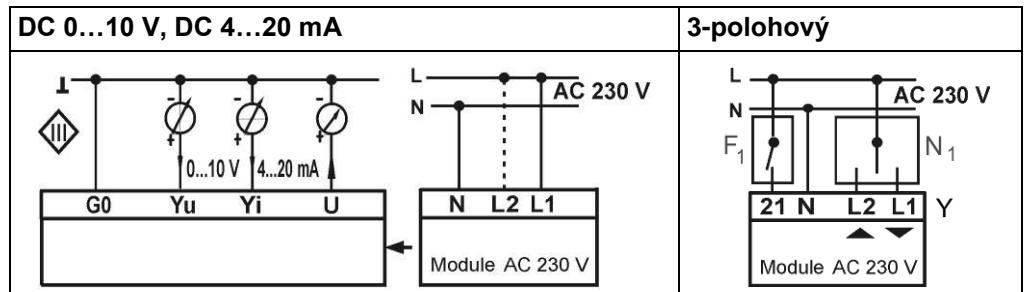 DC 0…10 V, DC 4…20 mA
3-polohový
L
N
AC 230 V
III
- - -
+ + +
0...10 V
4...20 mA
G0 Yu Yi U
N L2 L1
Module AC 230 V
L
N
AC 230 V
F1
N1
21 N L2 L1 Y
Module AC 230 V